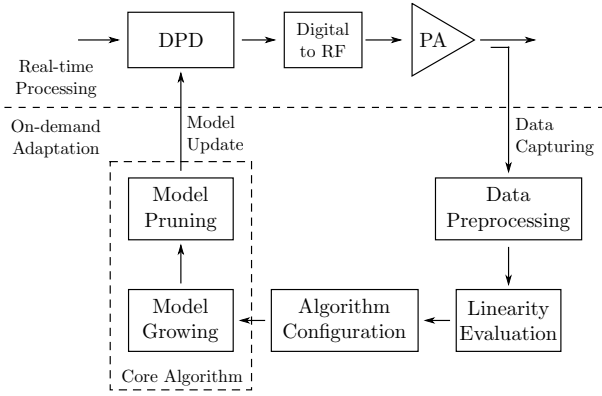 DPD
Digital
to RF
PA
Real-time
Processing
On-demand
Adaptation
Model
Update
Data
Capturing
Model
Pruning
Data
Preprocessing
Model
Growing
Algorithm
Configuration
Linearity
Evaluation
Core Algorithm